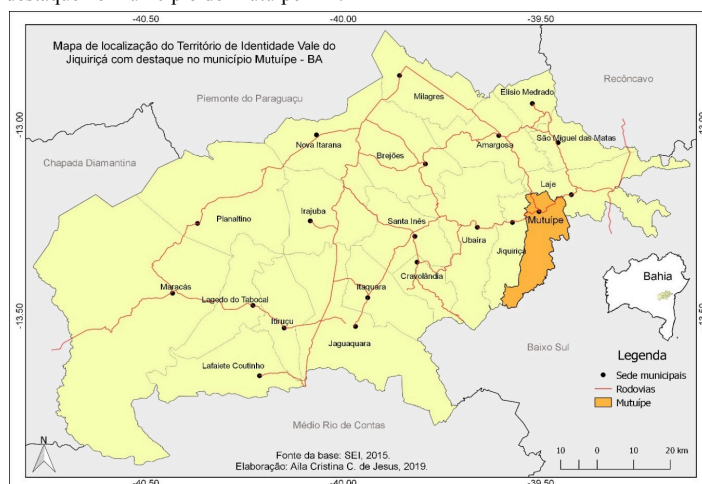 -40.50
-40.00
-39.50
Mapa de localização do Território de Identidade Vale do
Jiquiriçá com destaque no município Mutuípe - BA
Recôncavo
Elísio Medrado
Milagres
Piemonte do Paraguaçu
-13.00
-13.00
São Miguel das Matas
Amargosa
Nova Itarana
Brejões
Chapada Diamantina
Laje
Planaltino
Irajuba
Santa Inês
Mutuípe
Ubaíra
Jiquiriçá
Cravolândia
Bahia
Maracás
Itaquara
Lagedo do Tabocal
-13.50
-13.50
Itiruçu
Jaguaquara
Baixo Sul
Legenda
Lafaiete Coutinho
Sede municipais
Rodovias
Mutuípe
Médio Rio de Contas
N
Fonte da base: SEI, 2015.
Elaboração: Aila Cristina C. de Jesus, 2019.
10 0 10 20 km
-40.50
-40.00
-39.50